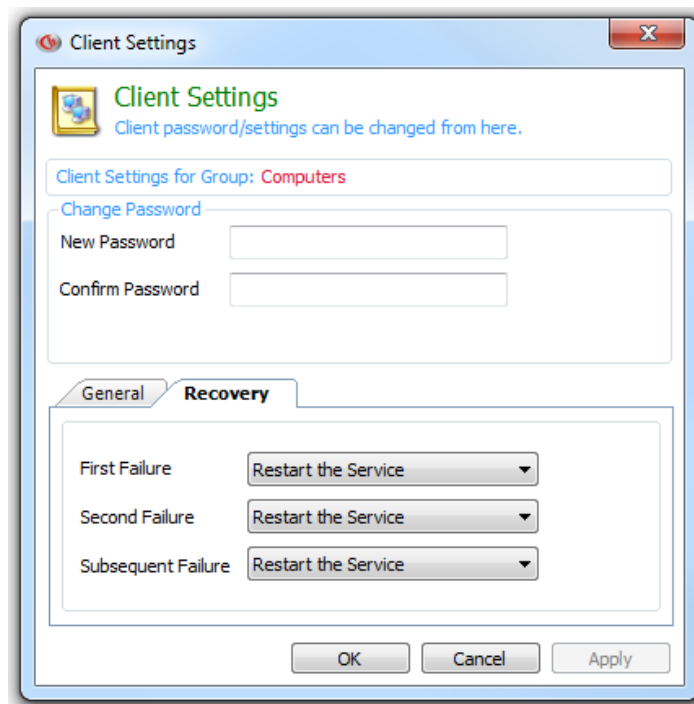 Client Settings
Client Settings
Client password/settings can be changed from here.
Client Settings for Group: Computers
Change Password
New Password
Confirm Password
General Recovery
First Failure Restart the Service
Second Failure Restart the Service
Subsequent Failure Restart the Service
OK Cancel Apply